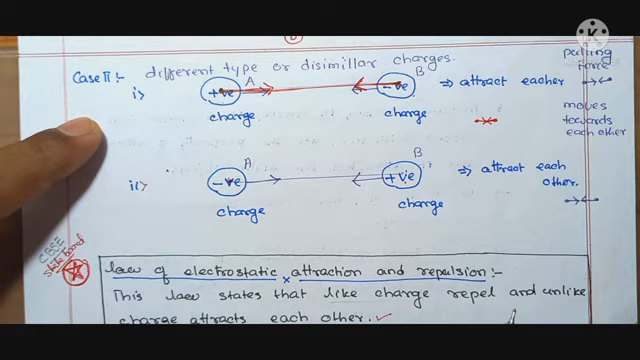 pulling
force
Case II :- different type or disimillar charges.
i> A +ve B -ve ⇒ attract eacher
charge charge
moves
towards
each other
ii> A -ve B +ve ⇒ attract each
other.
charge charge
CBSE
State board
Law of electrostatic attraction and repulsion :-
This law states that like charge repel and unlike
charge attracts each other.
K
KINEMASTER